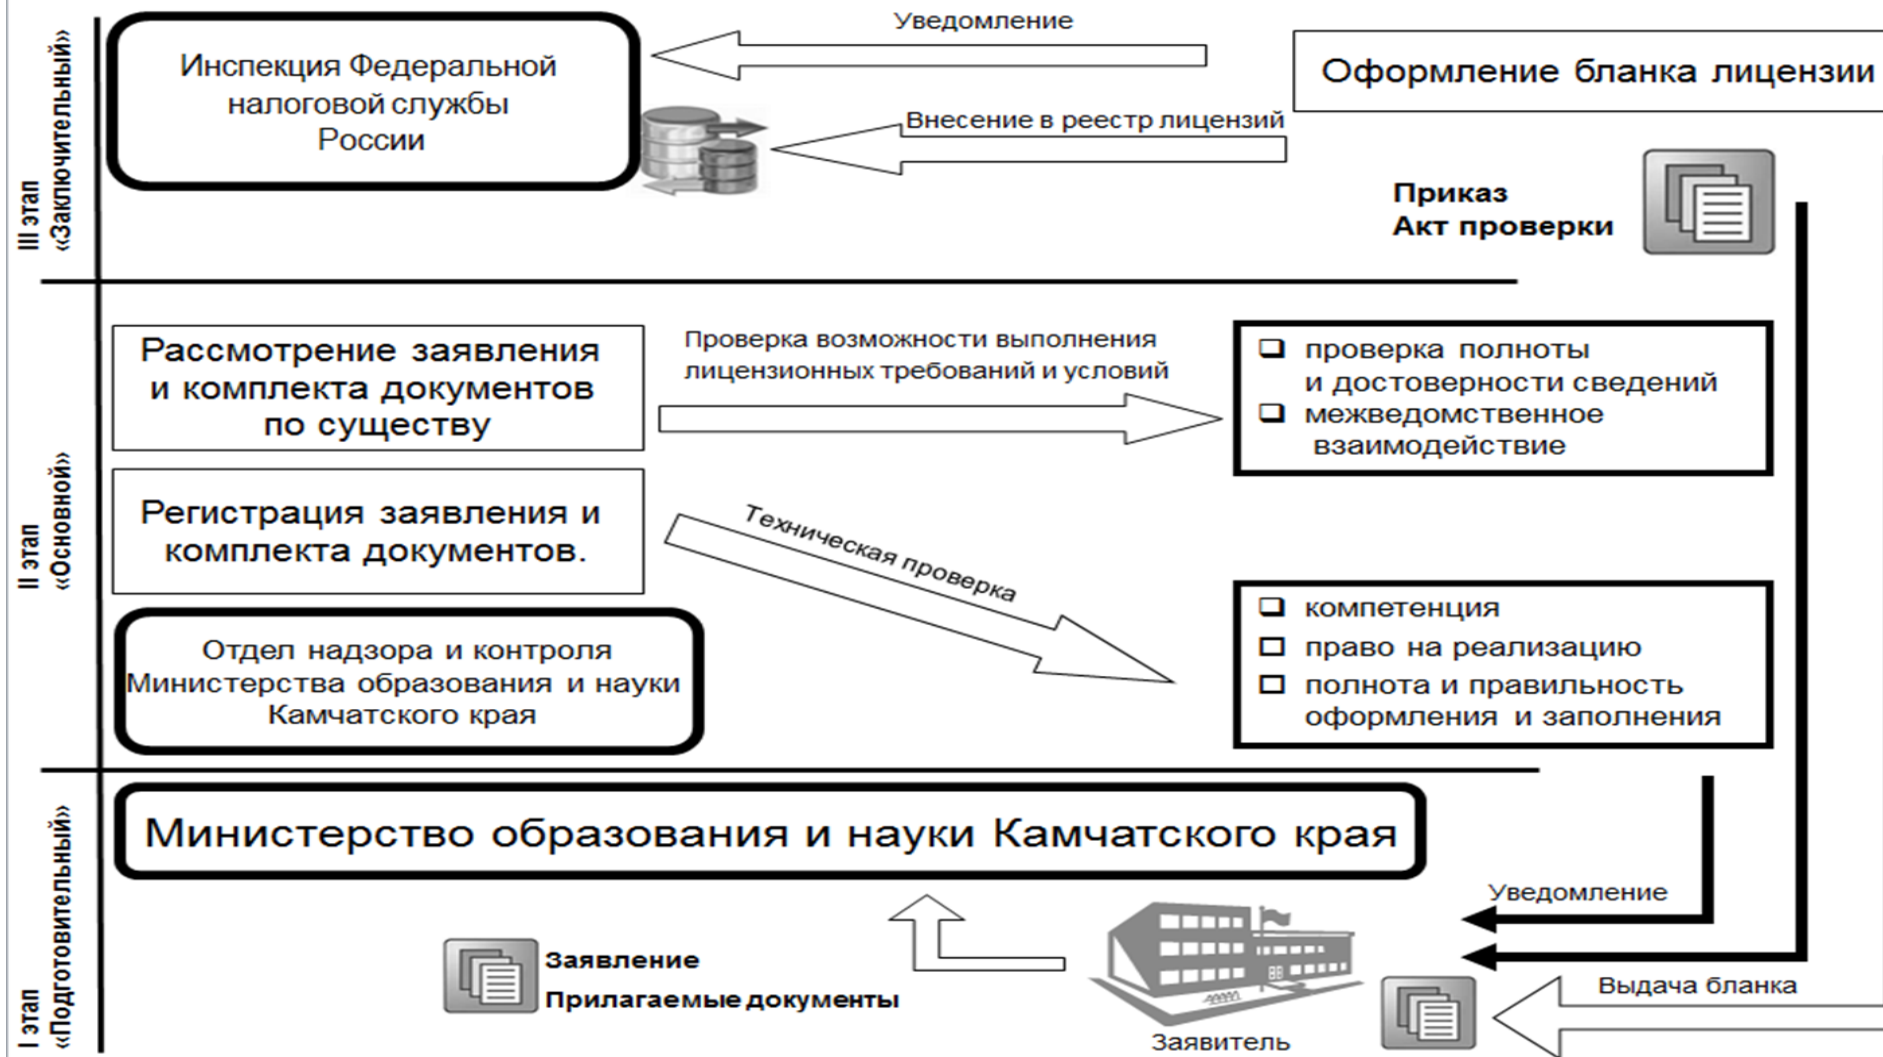 III этап
«Заключительный»
Инспекция Федеральной
налоговой службы
России
Уведомление
Внесение в реестр лицензий
Оформление бланка лицензии
Приказ
Акт проверки
II этап
«Основной»
Рассмотрение заявления
и комплекта документов
по существу
Проверка возможности выполнения
лицензионных требований и условий
проверка полноты
и достоверности сведений
межведомственное
взаимодействие
Регистрация заявления и
комплекта документов.
Техническая проверка
компетенция
право на реализацию
полнота и правильность
оформления и заполнения
Отдел надзора и контроля
Министерства образования и науки
Камчатского края
I этап
«Подготовительный»
Министерство образования и науки Камчатского края
Уведомление
Заявление
Прилагаемые документы
Заявитель
Выдача бланка